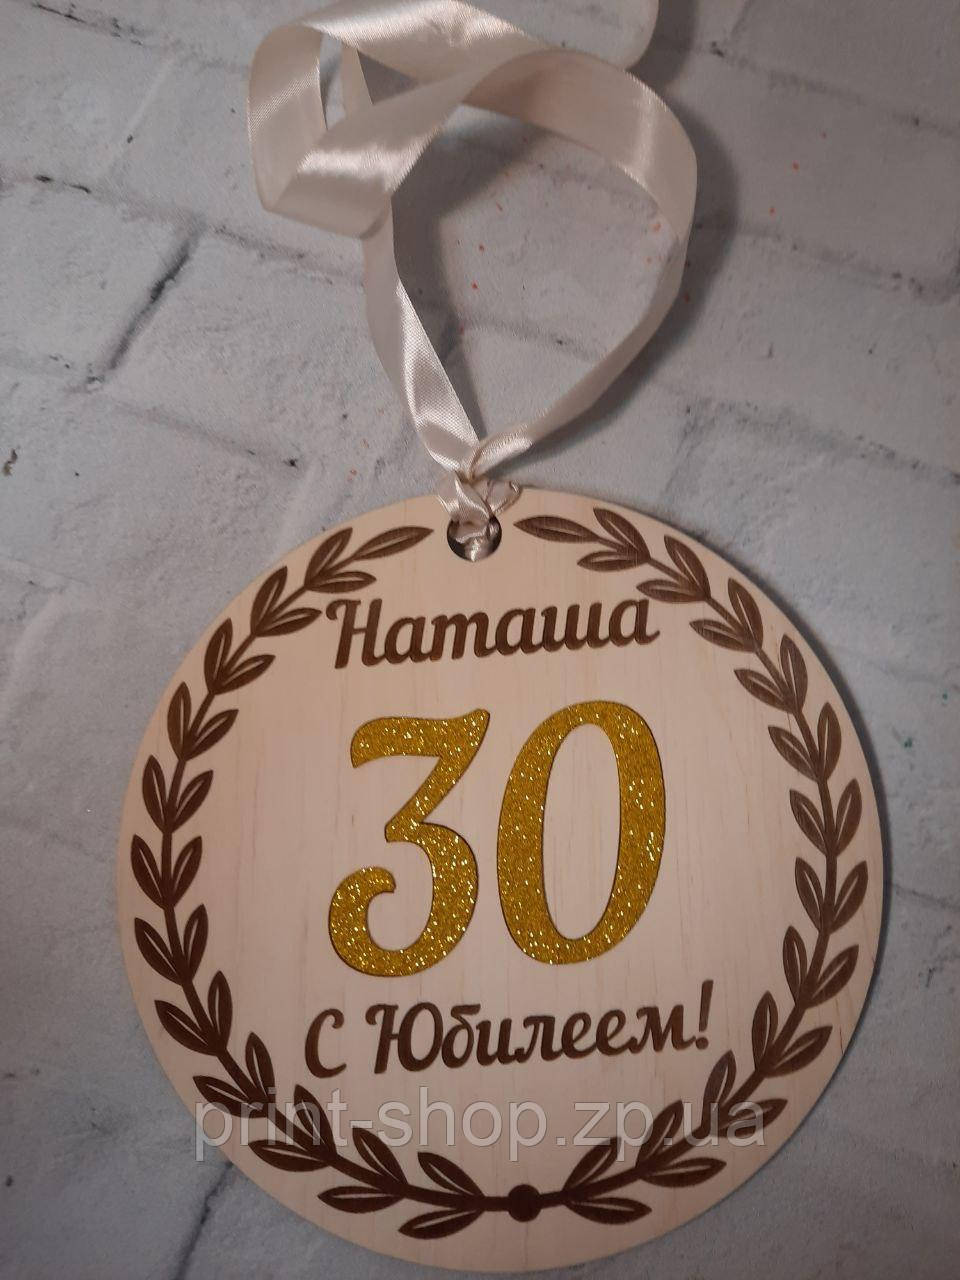 Наташа
30
С Юбилеем!
print-shop.zp.ua